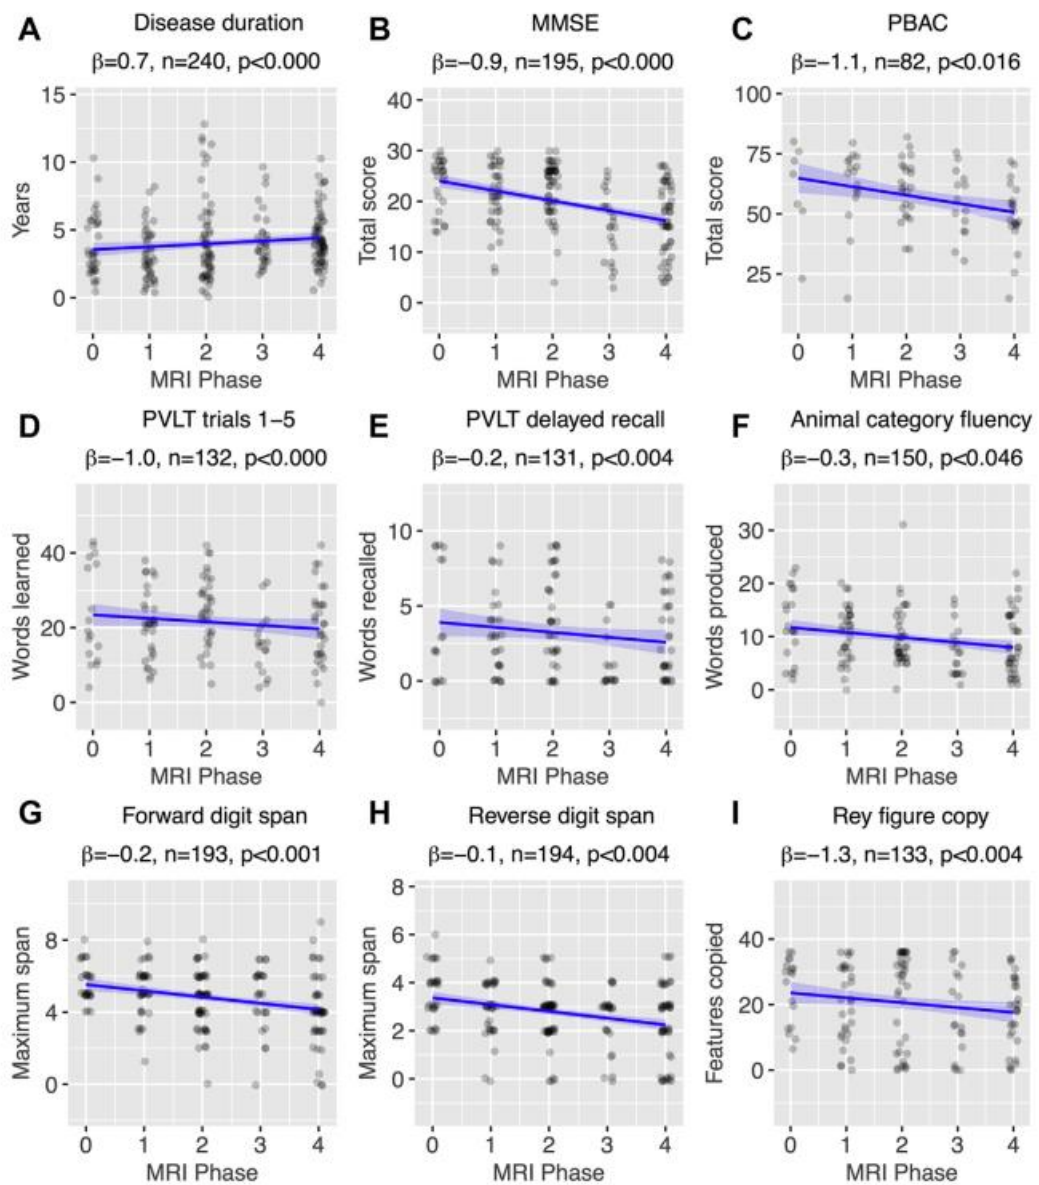 A Disease duration
β=0.7, n=240, p<0.000
Years
15
10
5
0
0 1 2 3 4
MRI Phase
B MMSE
β=−0.9, n=195, p<0.000
Total score
40
30
20
10
0
0 1 2 3 4
MRI Phase
C PBAC
β=−1.1, n=82, p<0.016
Total score
100
75
50
25
0 1 2 3 4
MRI Phase
D PVLT trials 1−5
β=−1.0, n=132, p<0.000
Words learned
40
20
0
0 1 2 3 4
MRI Phase
E PVLT delayed recall
β=−0.2, n=131, p<0.004
Words recalled
10
5
0
0 1 2 3 4
MRI Phase
F Animal category fluency
β=−0.3, n=150, p<0.046
Words produced
30
20
10
0
0 1 2 3 4
MRI Phase
G Forward digit span
β=−0.2, n=193, p<0.001
Maximum span
8
4
0
0 1 2 3 4
MRI Phase
H Reverse digit span
β=−0.1, n=194, p<0.004
Maximum span
8
6
4
2
0
0 1 2 3 4
MRI Phase
I Rey figure copy
β=−1.3, n=133, p<0.004
Features copied
40
20
0
0 1 2 3 4
MRI Phase